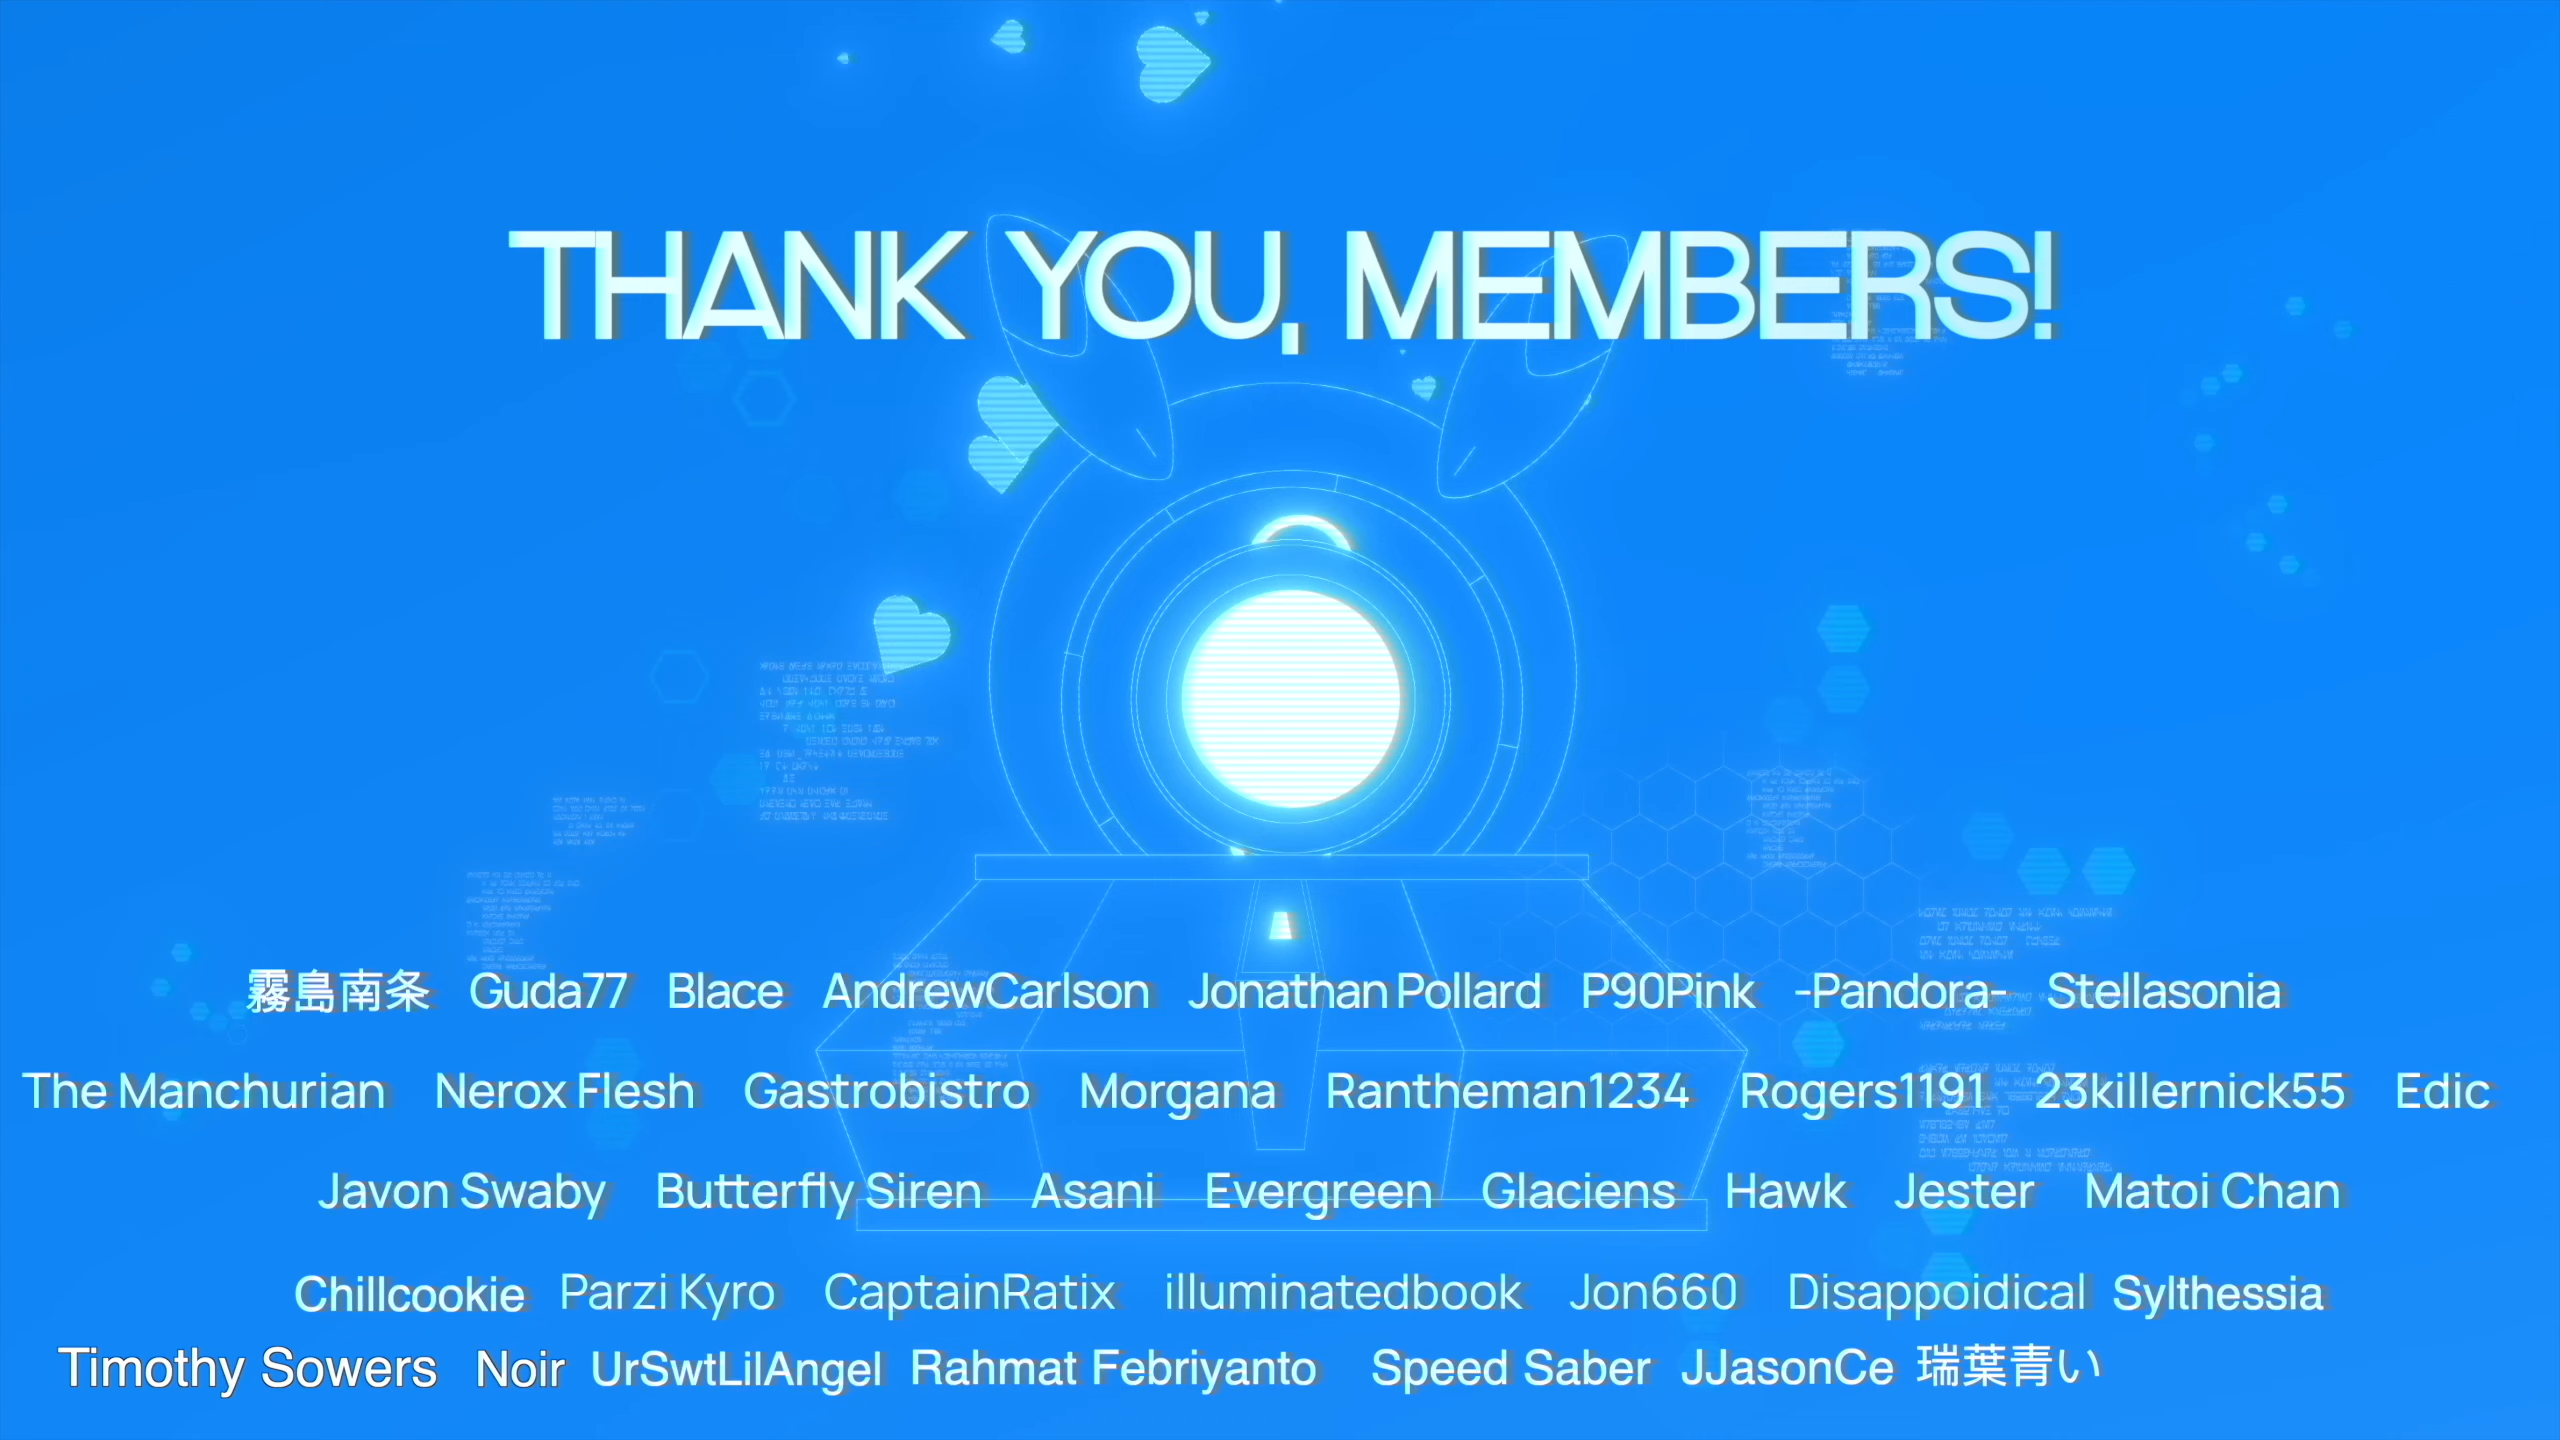 THANK YOU, MEMBERS!
霧島南条 Guda77 Blace AndrewCarlson Jonathan Pollard P90Pink -Pandora- Stellasonia
The Manchurian Nerox Flesh Gastrobistro Morgana Rantheman1234 Rogers1191 23killernick55 Edic
Javon Swaby Butterfly Siren Asani Evergreen Glaciens Hawk Jester Matoi Chan
Chillcookie Parzi Kyro CaptainRatix illuminatedbook Jon660 Disappoidical Sylthessia
Timothy Sowers Noir UrSwtLilAngel Rahmat Febriyanto Speed Saber JJasonCe 瑞葉青い